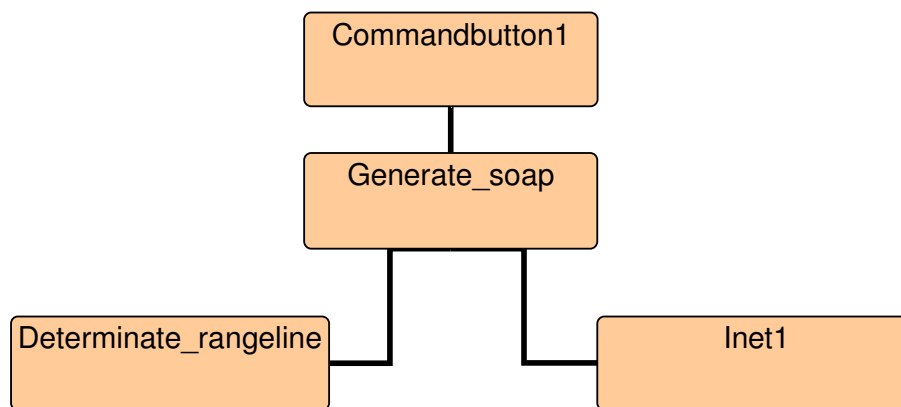 Commandbutton1
Generate_soap
Determinate_rangeline
Inet1